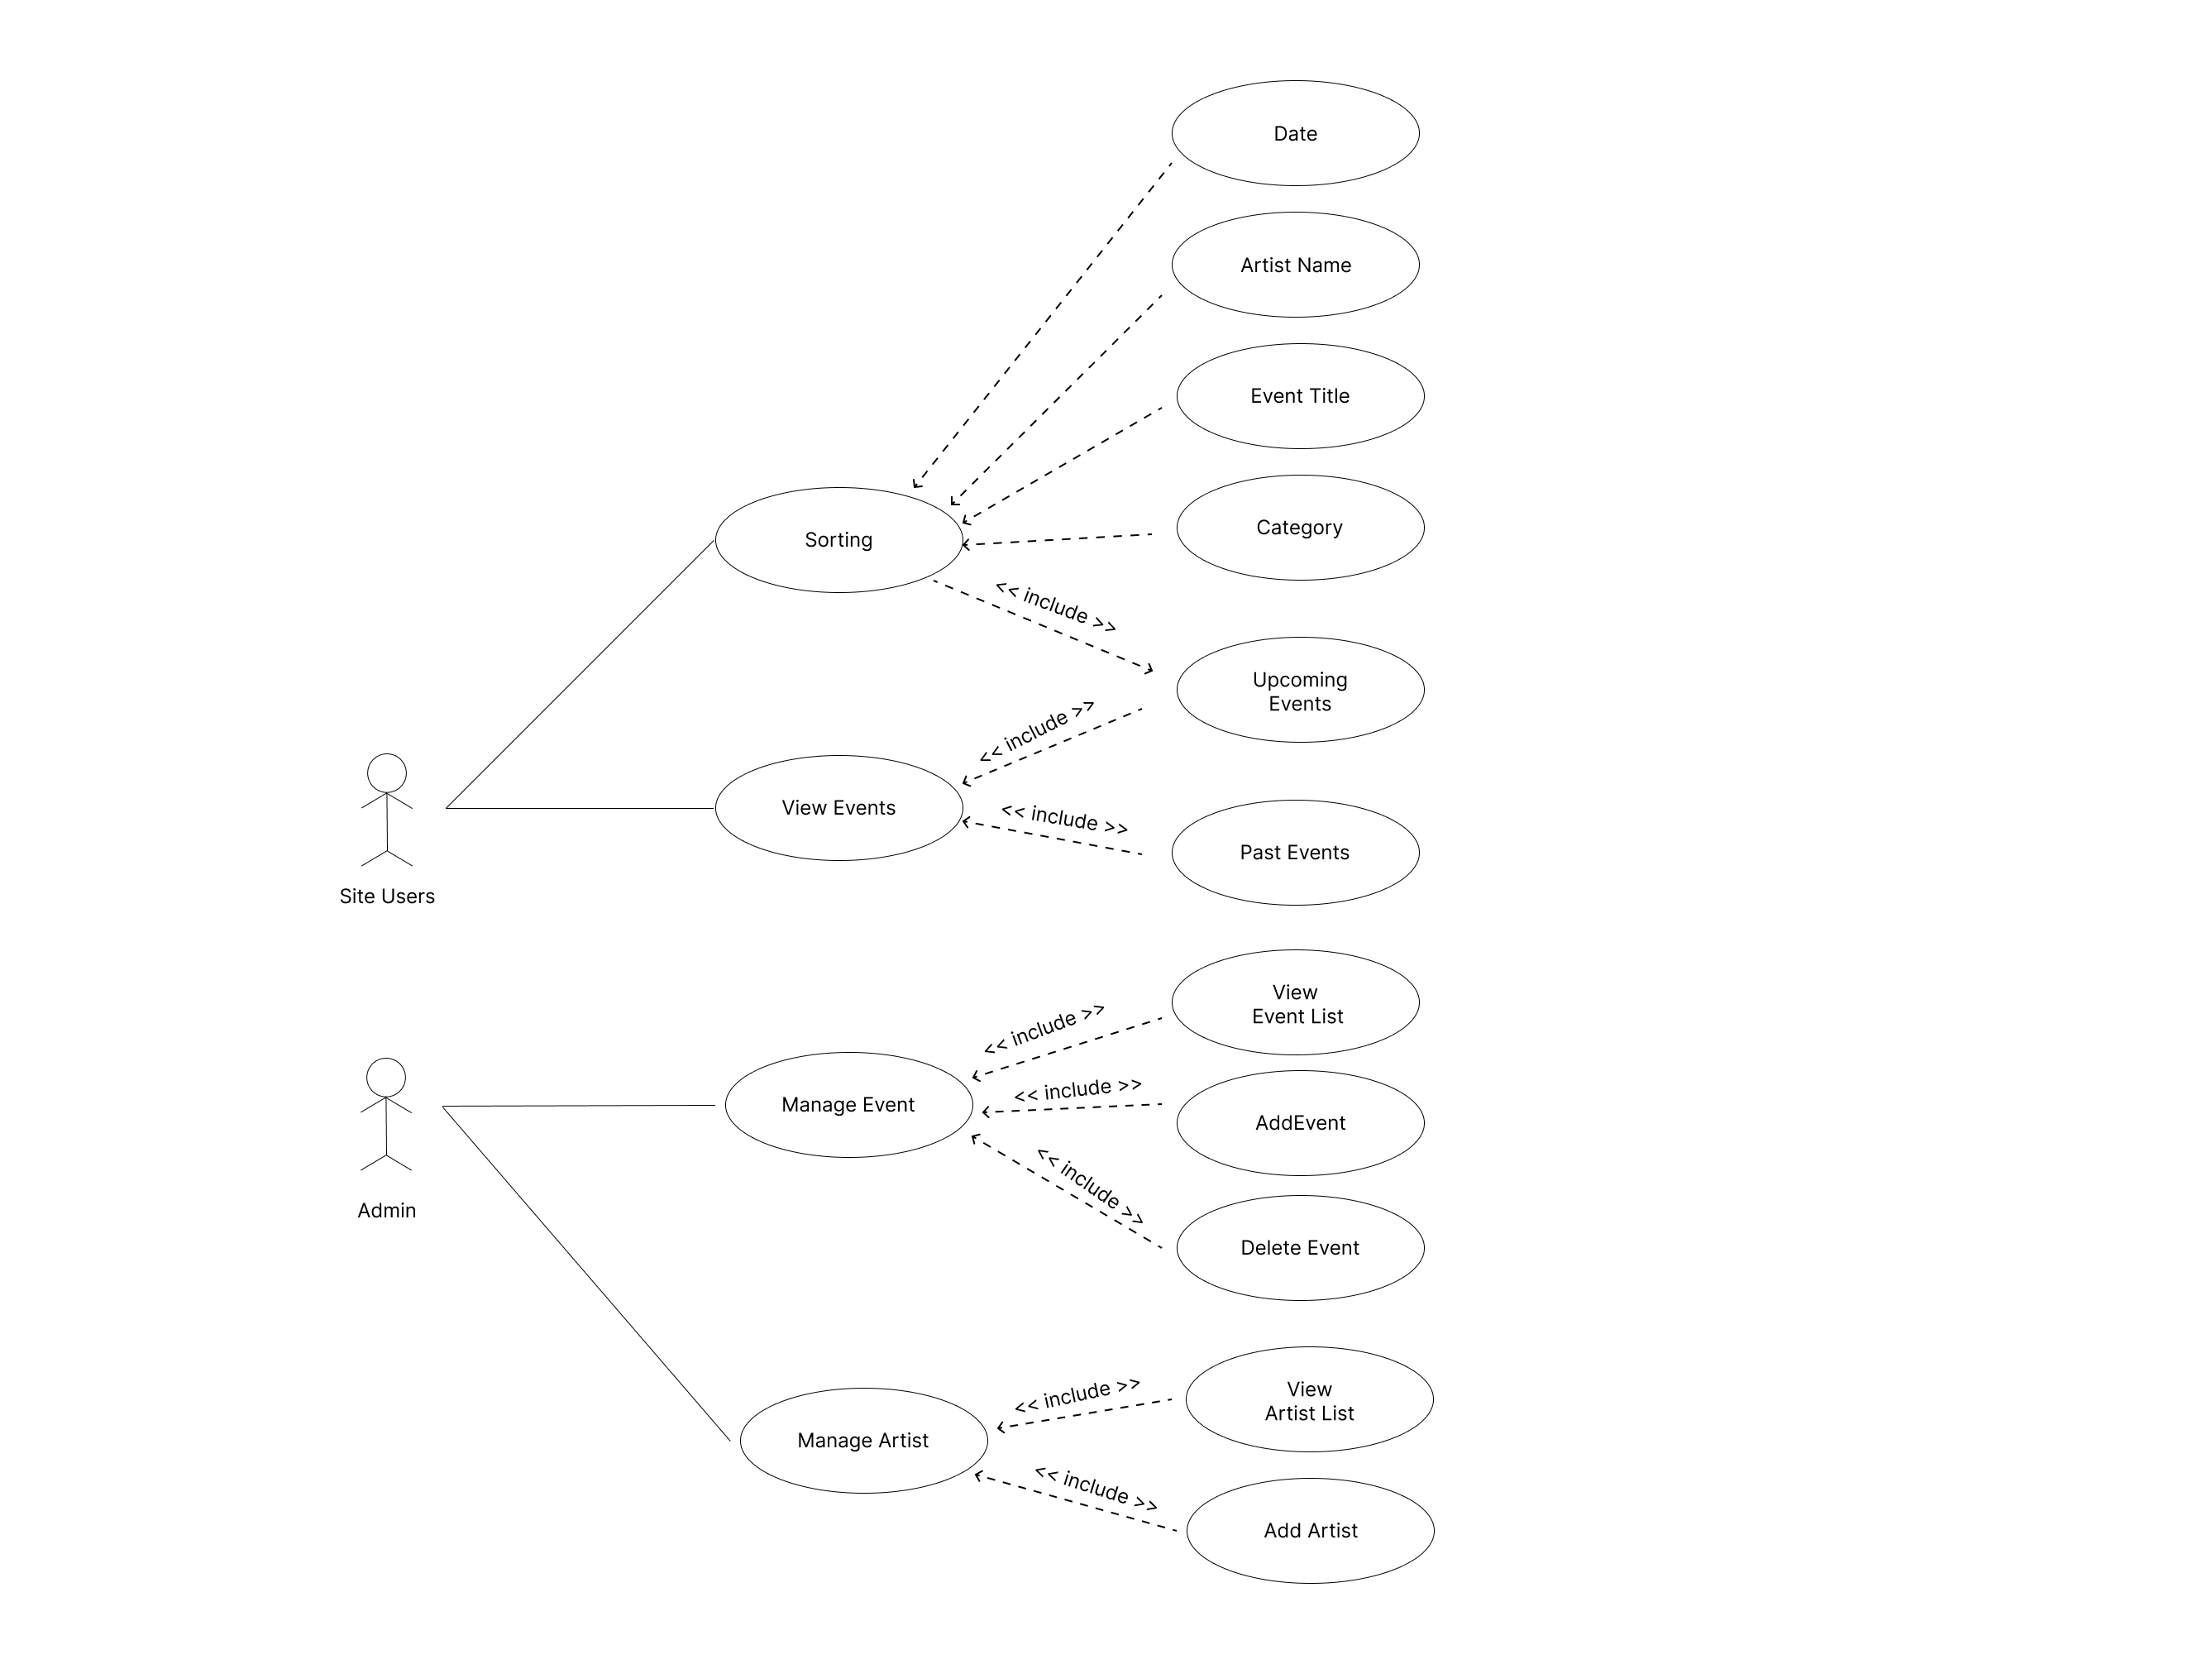 Date
Artist Name
Event Title
Category
Sorting
<< include >>
Upcoming
Events
<< include >>
View Events
<< include >>
Past Events
Site Users
View
Event List
<< include >>
<< include >>
Manage Event
AddEvent
<< include >>
Admin
Delete Event
View
Artist List
<< include >>
Manage Artist
<< include >>
Add Artist